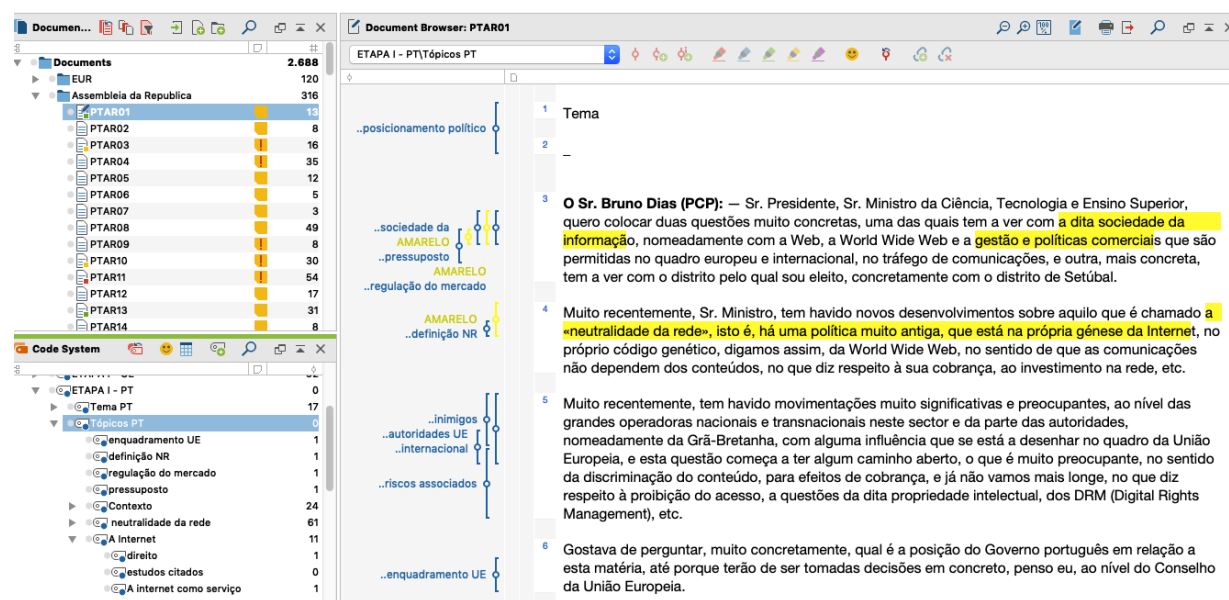 Documen...
Documents 2.688
EUR 120
Assembleia da Republica 316
PTAR01 13
PTAR02 8
PTAR03 16
PTAR04 35
PTAR05 12
PTAR06 5
PTAR07 3
PTAR08 49
PTAR09 8
PTAR10 30
PTAR11 54
PTAR12 17
PTAR13 31
PTAR14 8
Code System
ETAPA I - PT 0
Tema PT 17
Tópicos PT 0
enquadramento UE 1
definição NR 1
regulação do mercado 1
pressuposto 1
Contexto 24
neutralidade da rede 61
A Internet 11
direito 1
estudos citados 0
A internet como serviço 1
Document Browser: PTAR01
ETAPA I - PT\Tópicos PT
..posicionamento político
..sociedade da
AMARELO
..pressuposto
AMARELO
..regulação do mercado
AMARELO
..definição NR
..inimigos
..autoridades UE
..internacional
..riscos associados
..enquadramento UE
1 Tema
2 _
3 O Sr. Bruno Dias (PCP): — Sr. Presidente, Sr. Ministro da Ciência, Tecnologia e Ensino Superior,
quero colocar duas questões muito concretas, uma das quais tem a ver com a dita sociedade da
informação, nomeadamente com a Web, a World Wide Web e a gestão e políticas comerciais que são
permitidas no quadro europeu e internacional, no tráfego de comunicações, e outra, mais concreta,
tem a ver com o distrito pelo qual sou eleito, concretamente com o distrito de Setúbal.
4 Muito recentemente, Sr. Ministro, tem havido novos desenvolvimentos sobre aquilo que é chamado a
«neutralidade da rede», isto é, há uma política muito antiga, que está na própria génese da Internet, no
próprio código genético, digamos assim, da World Wide Web, no sentido de que as comunicações
não dependem dos conteúdos, no que diz respeito à sua cobrança, ao investimento na rede, etc.
5 Muito recentemente, tem havido movimentações muito significativas e preocupantes, ao nível das
grandes operadoras nacionais e transnacionais neste sector e da parte das autoridades,
nomeadamente da Grã-Bretanha, com alguma influência que se está a desenhar no quadro da União
Europeia, e esta questão começa a ter algum caminho aberto, o que é muito preocupante, no sentido
da discriminação do conteúdo, para efeitos de cobrança, e já não vamos mais longe, no que diz
respeito à proibição do acesso, a questões da dita propriedade intelectual, dos DRM (Digital Rights
Management), etc.
6 Gostava de perguntar, muito concretamente, qual é a posição do Governo português em relação a
esta matéria, até porque terão de ser tomadas decisões em concreto, penso eu, ao nível do Conselho
da União Europeia.